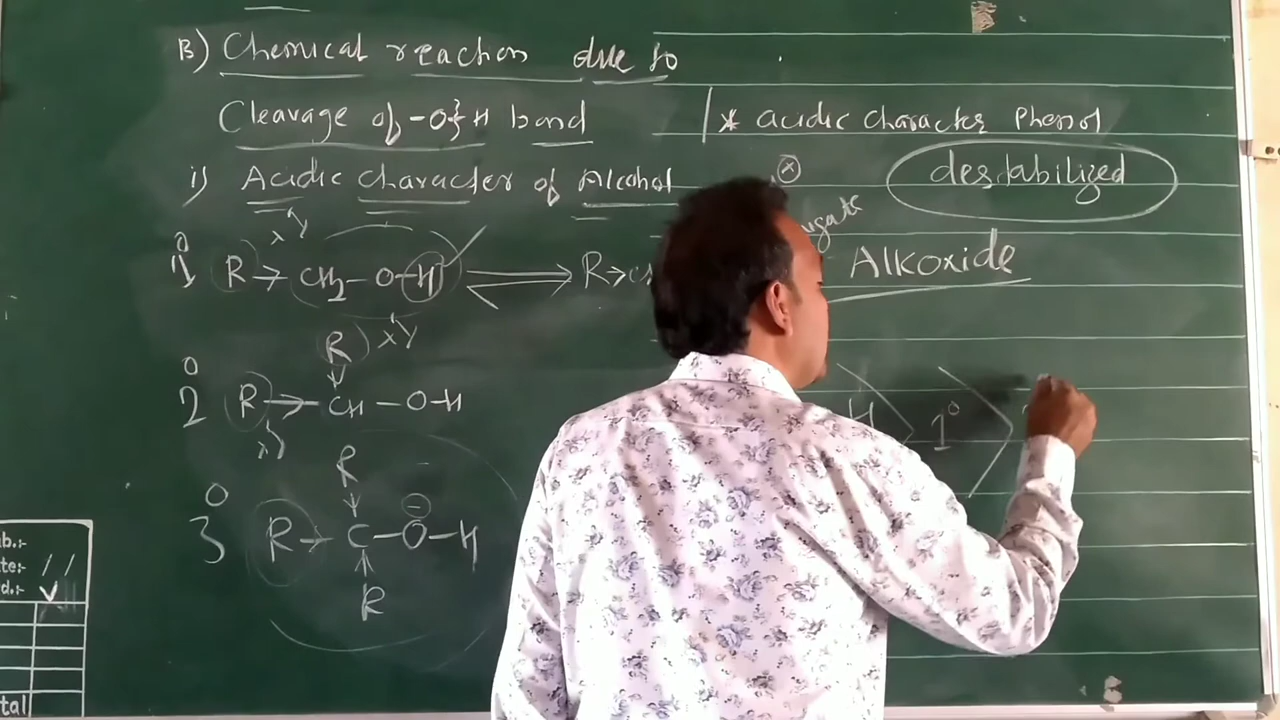 B) Chemical reaction due to
Cleavage of -O}H bond
i) Acidic character of Alcohol
1° R → CH2 - O-H ⇌ R→CH
R
2° R → CH - O-H
R
3° R → C - O - H
R
* acidic character Phenol
destabilized
Alkoxide
H > 1° >